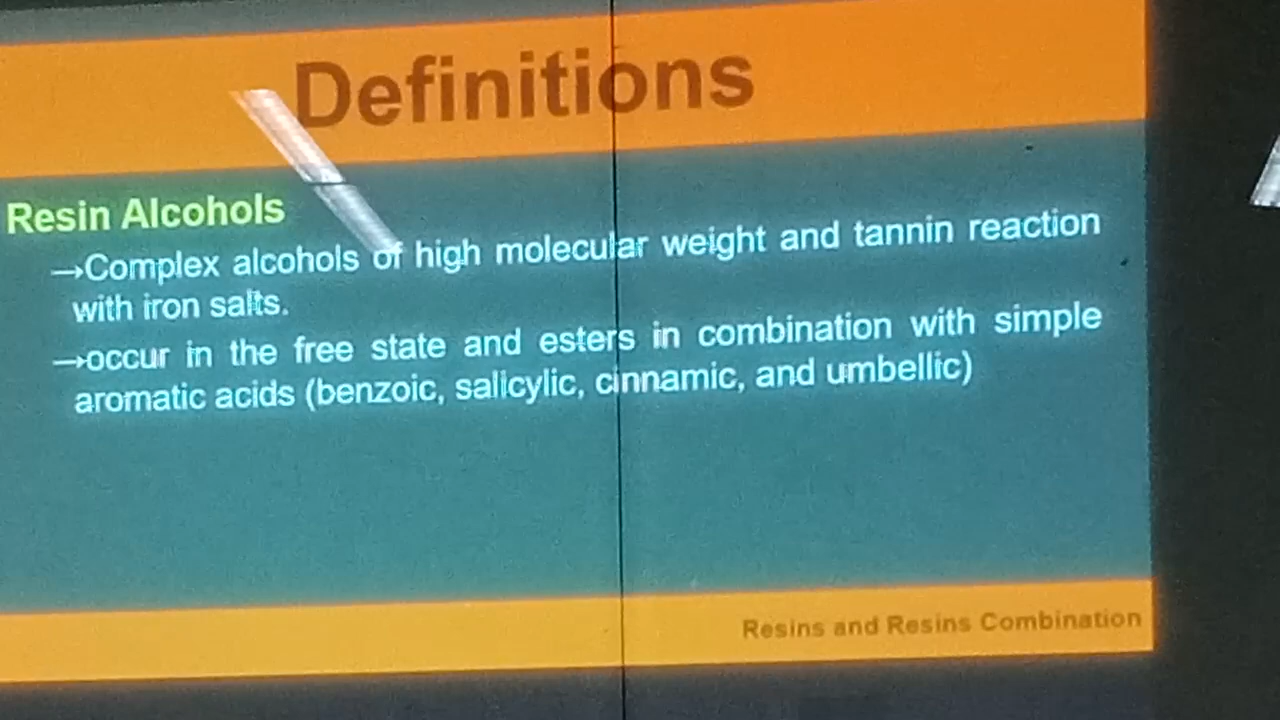 Definitions
Resin Alcohols
→Complex alcohols of high molecular weight and tannin reaction
with iron salts.
→occur in the free state and esters in combination with simple
aromatic acids (benzoic, salicylic, cinnamic, and umbellic)
Resins and Resins Combination